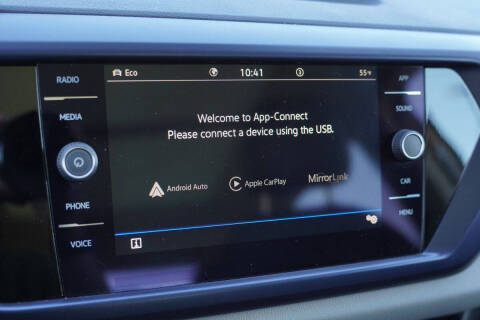 RADIO
MEDIA
PHONE
VOICE
Eco
10:41
55°F
Welcome to App-Connect
Please connect a device using the USB.
Android Auto
Apple CarPlay
MirrorLink
APP
SOUND
CAR
MENU